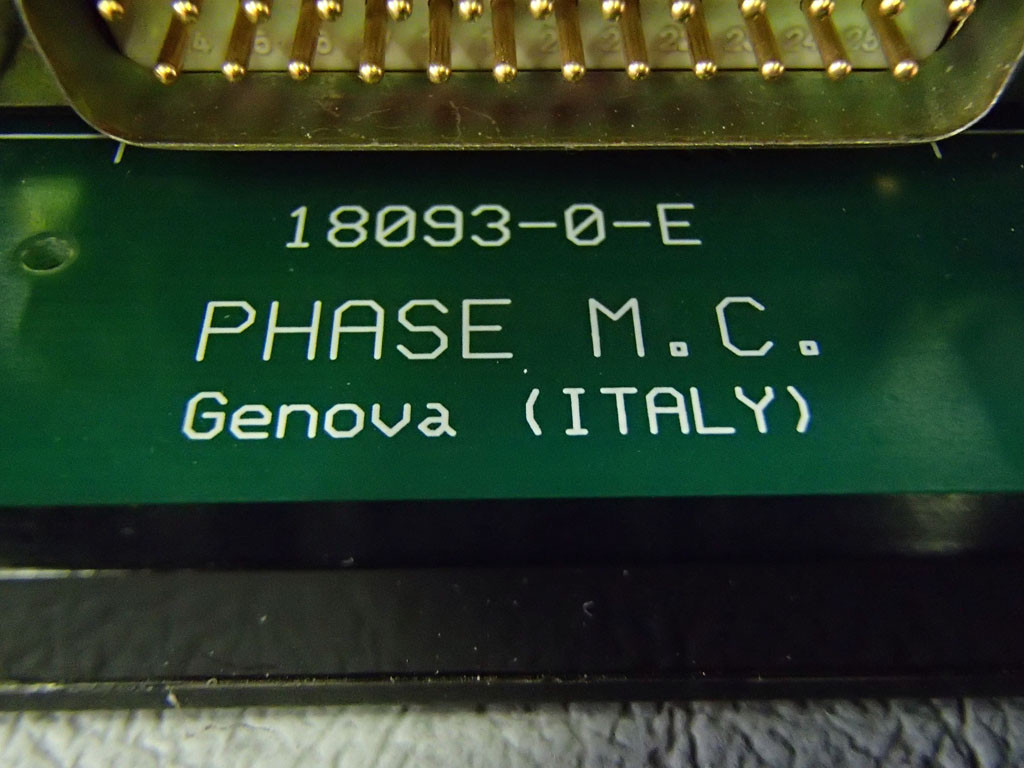 18093-0-E
PHASE M.C.
Genova (ITALY)